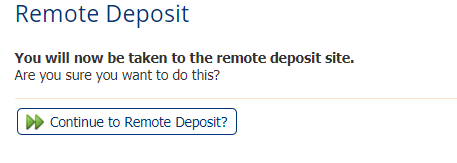 Remote Deposit
You will now be taken to the remote deposit site.
Are you sure you want to do this?
Continue to Remote Deposit?